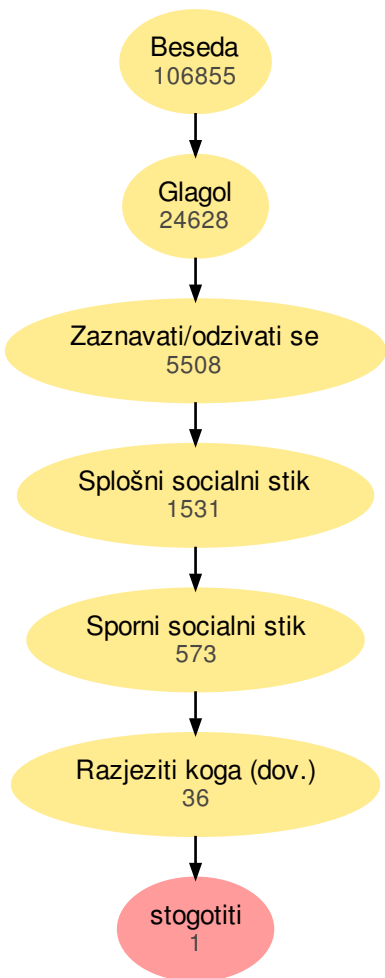 Beseda
106855
Glagol
24628
Zaznavati/odzivati se
5508
Splošni socialni stik
1531
Sporni socialni stik
573
Razjeziti koga (dov.)
36
stogotiti
1